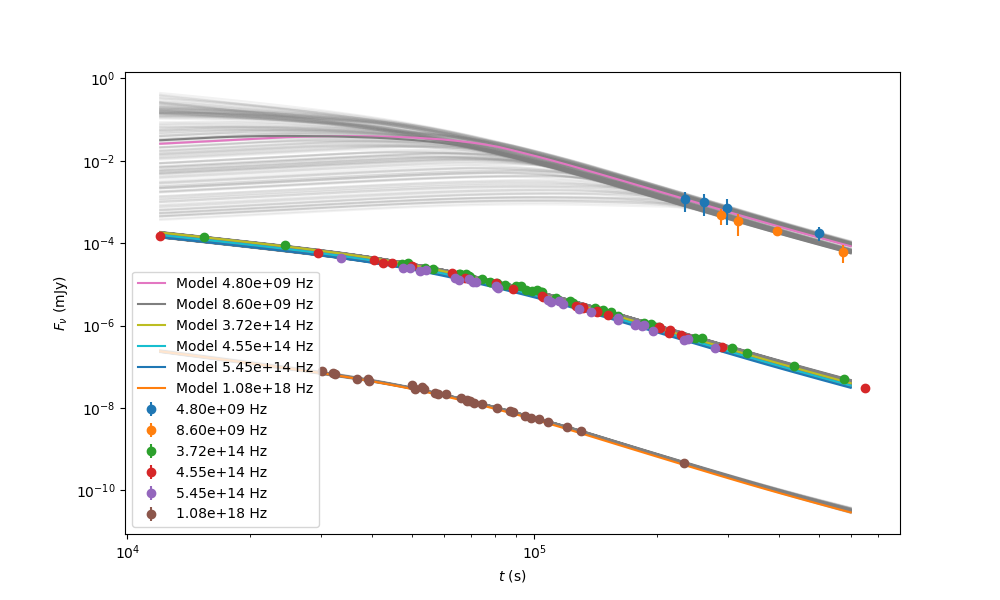 10⁰
10⁻²
10⁻⁴
10⁻⁶
10⁻⁸
10⁻¹⁰
F_ν (mJy)
Model 4.80e+09 Hz
Model 8.60e+09 Hz
Model 3.72e+14 Hz
Model 4.55e+14 Hz
Model 5.45e+14 Hz
Model 1.08e+18 Hz
4.80e+09 Hz
8.60e+09 Hz
3.72e+14 Hz
4.55e+14 Hz
5.45e+14 Hz
1.08e+18 Hz
10⁴
10⁵
t (s)